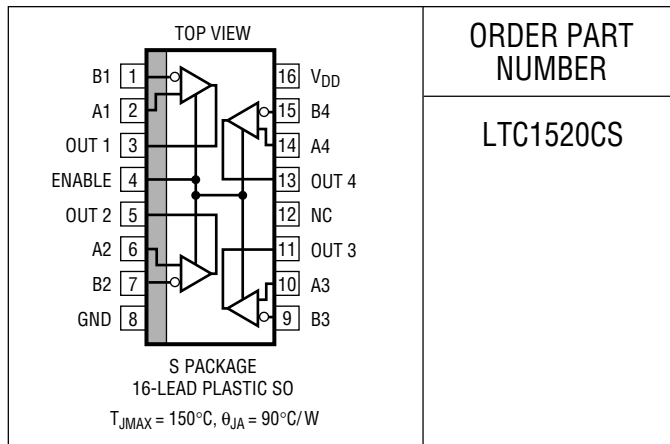 TOP VIEW
B1 1
A1 2
OUT 1 3
ENABLE 4
OUT 2 5
A2 6
B2 7
GND 8
16 VDD
15 B4
14 A4
13 OUT 4
12 NC
11 OUT 3
10 A3
9 B3
S PACKAGE
16-LEAD PLASTIC SO
TJMAX = 150°C, θJA = 90°C/W
ORDER PART
NUMBER
LTC1520CS